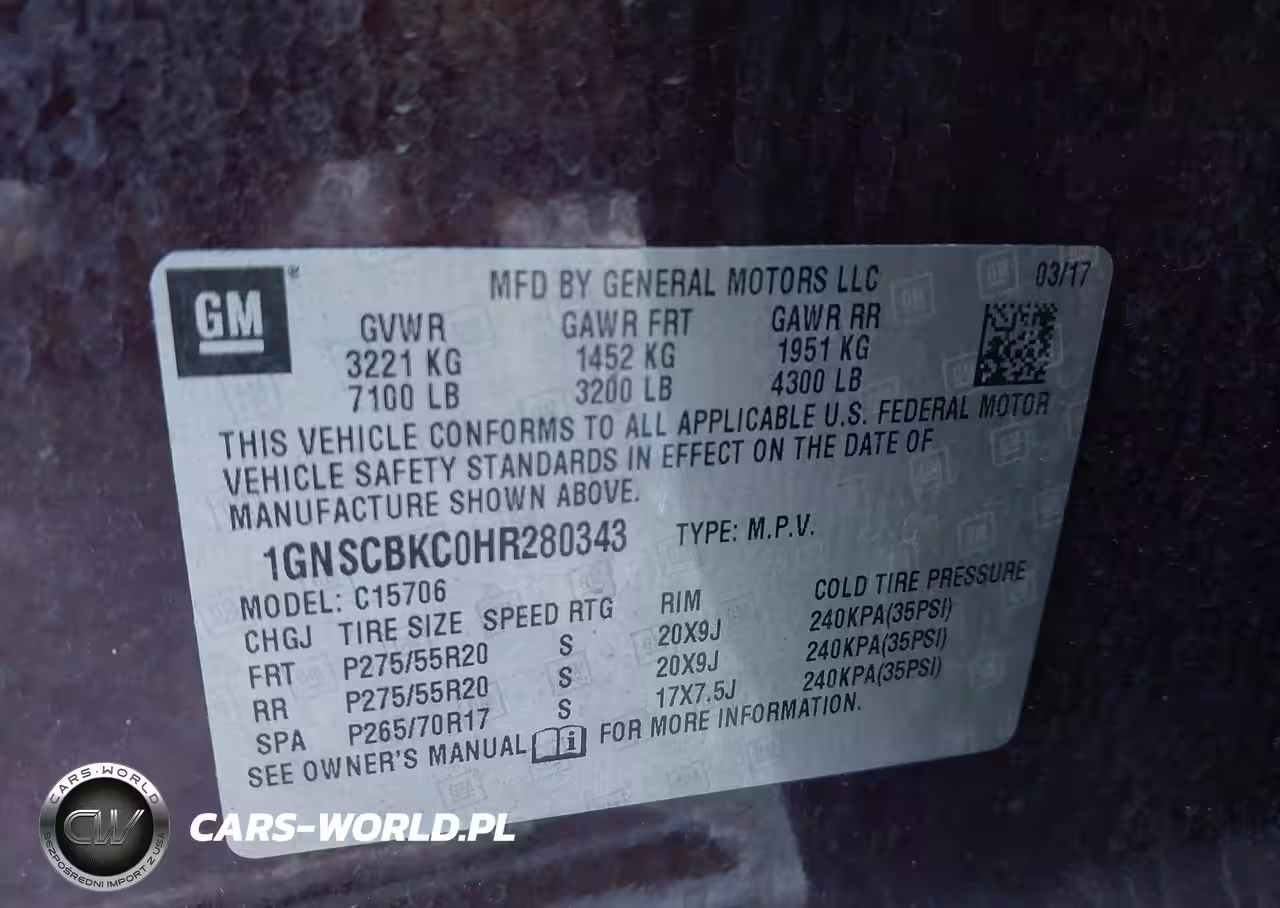 GM®
MFD BY GENERAL MOTORS LLC 03/17
GVWR GAWR FRT GAWR RR
3221 KG 1452 KG 1951 KG
7100 LB 3200 LB 4300 LB
THIS VEHICLE CONFORMS TO ALL APPLICABLE U.S. FEDERAL MOTOR
VEHICLE SAFETY STANDARDS IN EFFECT ON THE DATE OF
MANUFACTURE SHOWN ABOVE.
1GNSCBKC0HR280343 TYPE: M.P.V.
MODEL: C15706
CHGJ TIRE SIZE SPEED RTG RIM COLD TIRE PRESSURE
FRT P275/55R20 S 20X9J 240KPA(35PSI)
RR P275/55R20 S 20X9J 240KPA(35PSI)
SPA P265/70R17 S 17X7.5J 240KPA(35PSI)
SEE OWNER'S MANUAL i FOR MORE INFORMATION.
CARS-WORLD
CW
BEZPOŚREDNI IMPORT Z USA
CARS-WORLD.PL